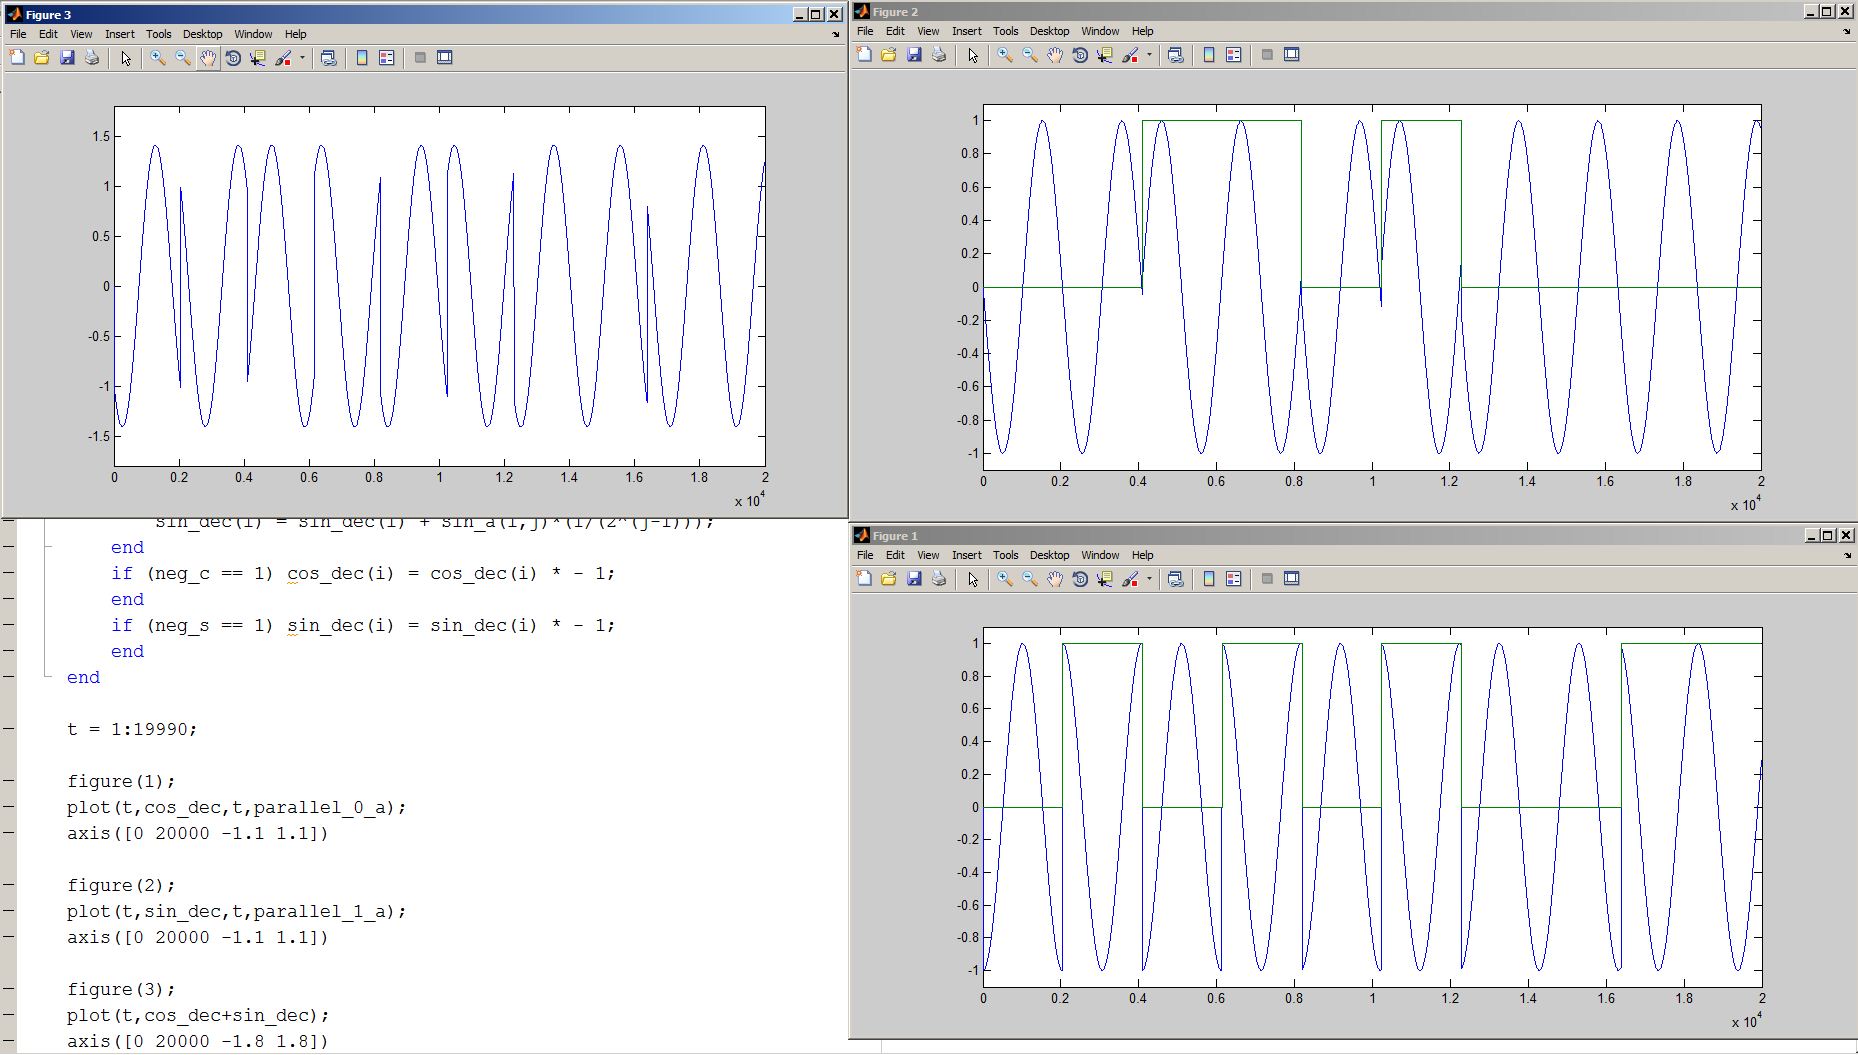 Figure 3
File Edit View Insert Tools Desktop Window Help
1.5
1
0.5
0
-0.5
-1
-1.5
0 0.2 0.4 0.6 0.8 1 1.2 1.4 1.6 1.8 2
x 10^4
Figure 2
File Edit View Insert Tools Desktop Window Help
1
0.8
0.6
0.4
0.2
0
-0.2
-0.4
-0.6
-0.8
-1
0 0.2 0.4 0.6 0.8 1 1.2 1.4 1.6 1.8 2
x 10^4
sin_dec(i) = sin_dec(i) + sin_a(i,j)*(1/(2^(j-1)));
end
if (neg_c == 1) cos_dec(i) = cos_dec(i) * - 1;
end
if (neg_s == 1) sin_dec(i) = sin_dec(i) * - 1;
end
end
t = 1:19990;
figure(1);
plot(t,cos_dec,t,parallel_0_a);
axis([0 20000 -1.1 1.1])
figure(2);
plot(t,sin_dec,t,parallel_1_a);
axis([0 20000 -1.1 1.1])
figure(3);
plot(t,cos_dec+sin_dec);
axis([0 20000 -1.8 1.8])
Figure 1
File Edit View Insert Tools Desktop Window Help
1
0.8
0.6
0.4
0.2
0
-0.2
-0.4
-0.6
-0.8
-1
0 0.2 0.4 0.6 0.8 1 1.2 1.4 1.6 1.8 2
x 10^4